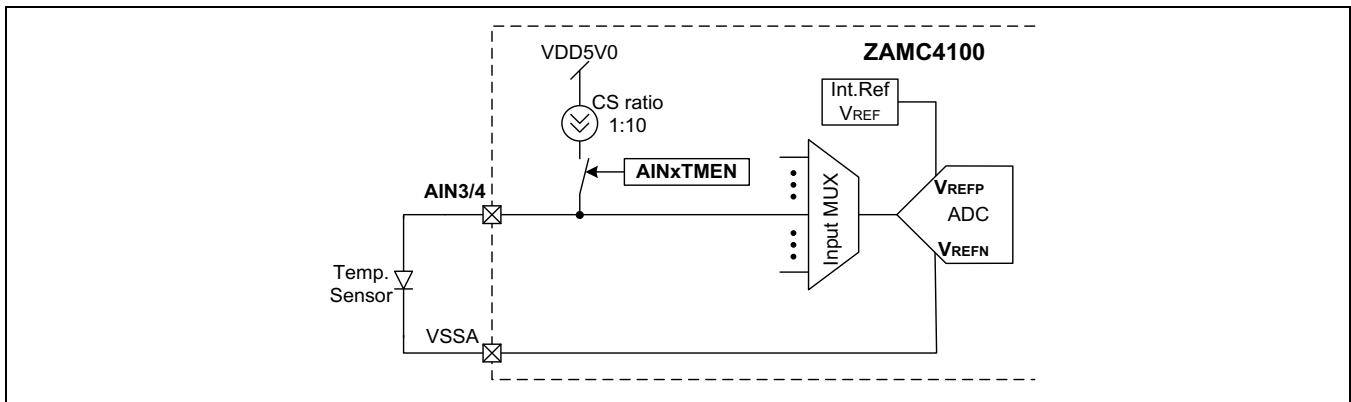 VDD5V0
ZAMC4100
CS ratio
1:10
Int.Ref
VREF
AINxTMEN
AIN3/4
Input MUX
VREFP
ADC
VREFN
Temp.
Sensor
VSSA